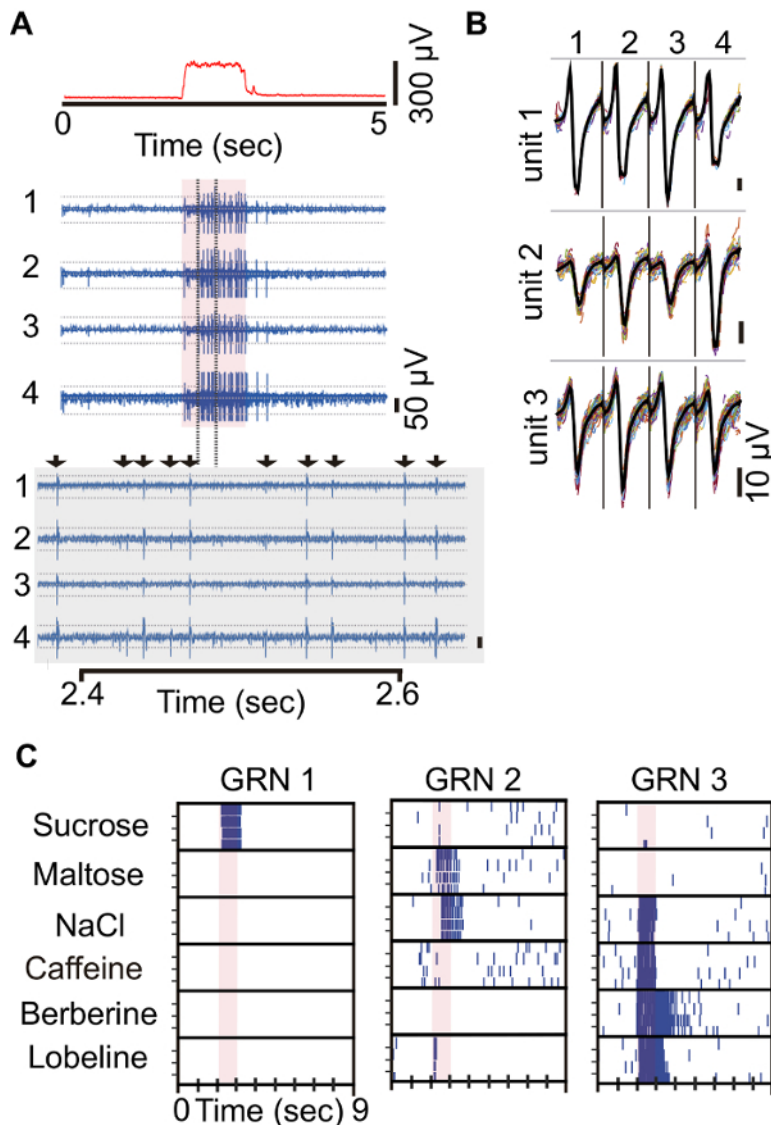 A
300 µV
0 5
Time (sec)
1
2
3
4
50 µV
1
2
3
4
2.4 Time (sec) 2.6
B
1 2 3 4
unit 1
unit 2
unit 3
10 µV
C
GRN 1 GRN 2 GRN 3
Sucrose
Maltose
NaCl
Caffeine
Berberine
Lobeline
0 Time (sec) 9